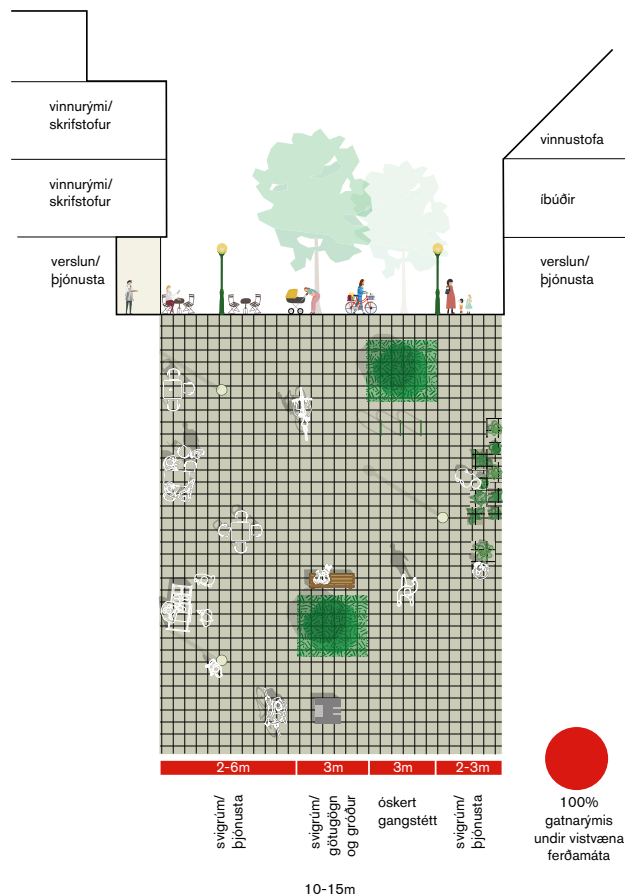 vinnurými/
skrifstofur
vinnurými/
skrifstofur
verslun/
þjónusta
vinnustofa
íbúðir
verslun/
þjónusta
2-6m
3m
3m
2-3m
svigrúm/
þjónusta
svigrúm/
götugögn
og gróður
óskert
gangstétt
svigrúm/
þjónusta
100%
gatnarýmis
undir vistvæna
ferðamáta
10-15m